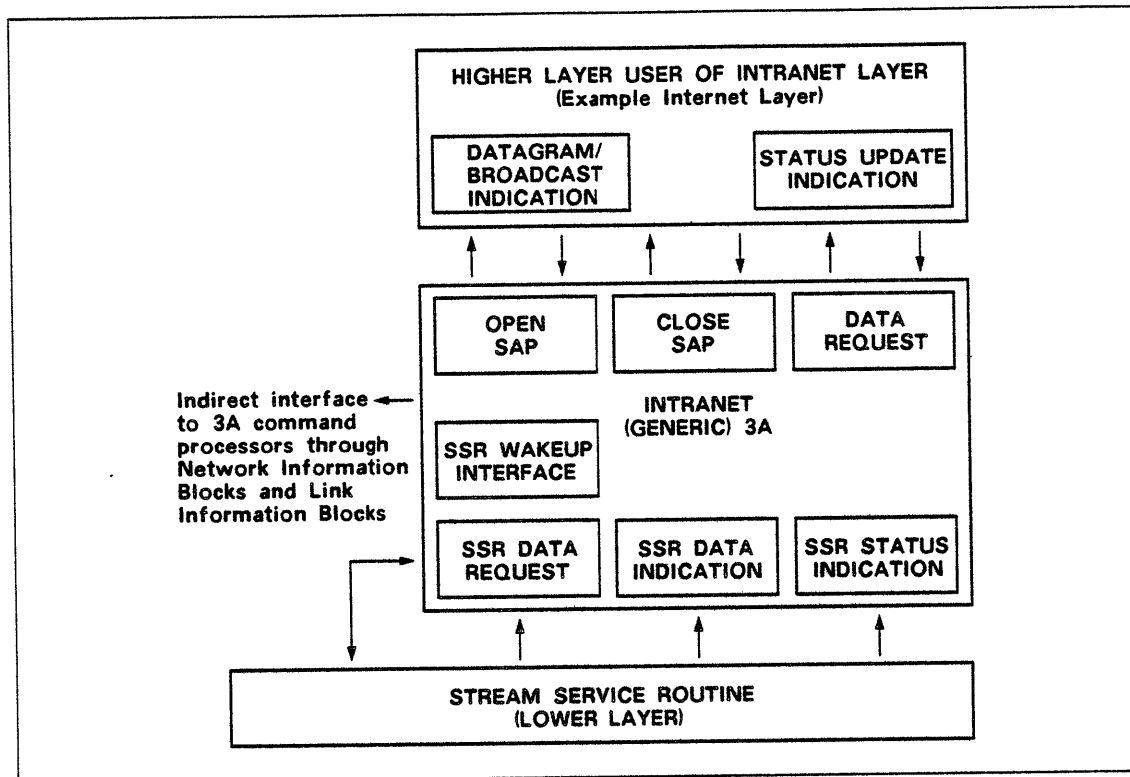 HIGHER LAYER USER OF INTRANET LAYER
(Example Internet Layer)
DATAGRAM/
BROADCAST
INDICATION
STATUS UPDATE
INDICATION
OPEN
SAP
CLOSE
SAP
DATA
REQUEST
Indirect interface
to 3A command
processors through
Network Information
Blocks and Link
Information Blocks
INTRANET
(GENERIC) 3A
SSR WAKEUP
INTERFACE
SSR DATA
REQUEST
SSR DATA
INDICATION
SSR STATUS
INDICATION
STREAM SERVICE ROUTINE
(LOWER LAYER)